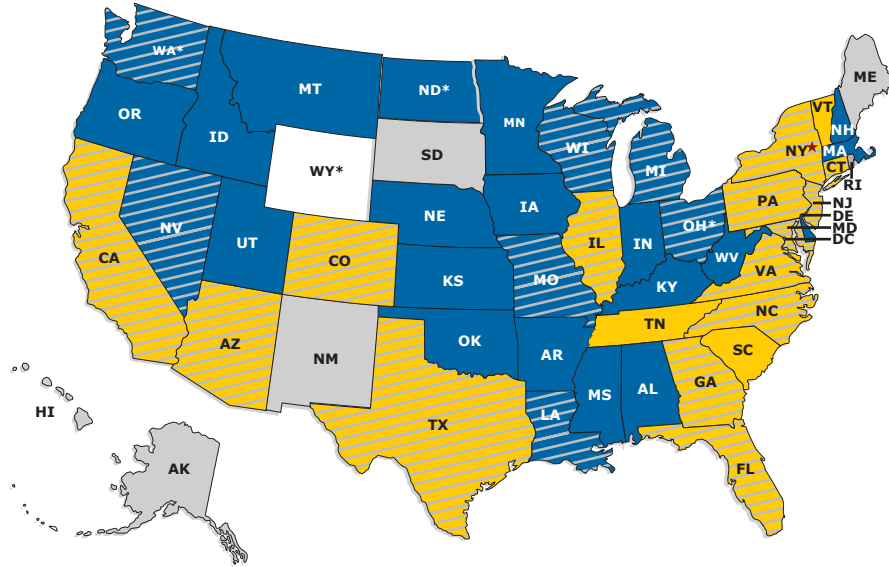 WA*
ME
MT
ND*
VT
OR
MN
NH
ID
NY
MA
WI
SD
MI
WY*
CT
RI
PA
NJ
IA
DE
NE
OH*
MD
NV
IL
IN
DC
UT
WV
CA
CO
VA
KS
MO
KY
NC
TN
AZ
OK
SC
NM
AR
GA
MS
AL
HI
LA
TX
AK
FL